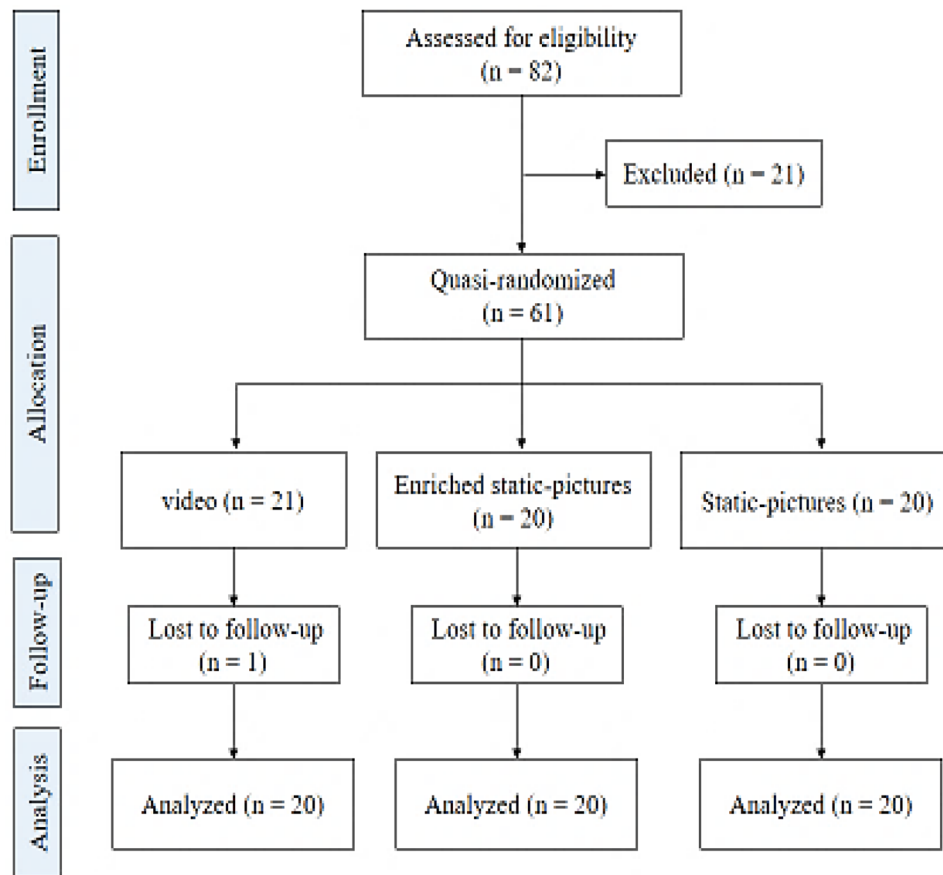 Enrollment
Assessed for eligibility
(n = 82)
Excluded (n = 21)
Allocation
Quasi-randomized
(n = 61)
video (n = 21)
Enriched static-pictures
(n = 20)
Static-pictures (n = 20)
Follow-up
Lost to follow-up
(n = 1)
Lost to follow-up
(n = 0)
Lost to follow-up
(n = 0)
Analysis
Analyzed (n = 20)
Analyzed (n = 20)
Analyzed (n = 20)